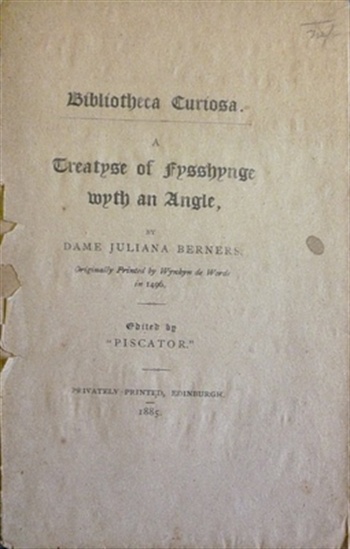 Bibliotheca Curiosa.
A
Treatyse of Fysshynge
wyth an Angle,
BY
DAME JULIANA BERNERS,
Originally Printed by Wynkyn de Worde
in 1496.
Edited by
"PISCATOR."
PRIVATELY PRINTED, EDINBURGH.
1885.